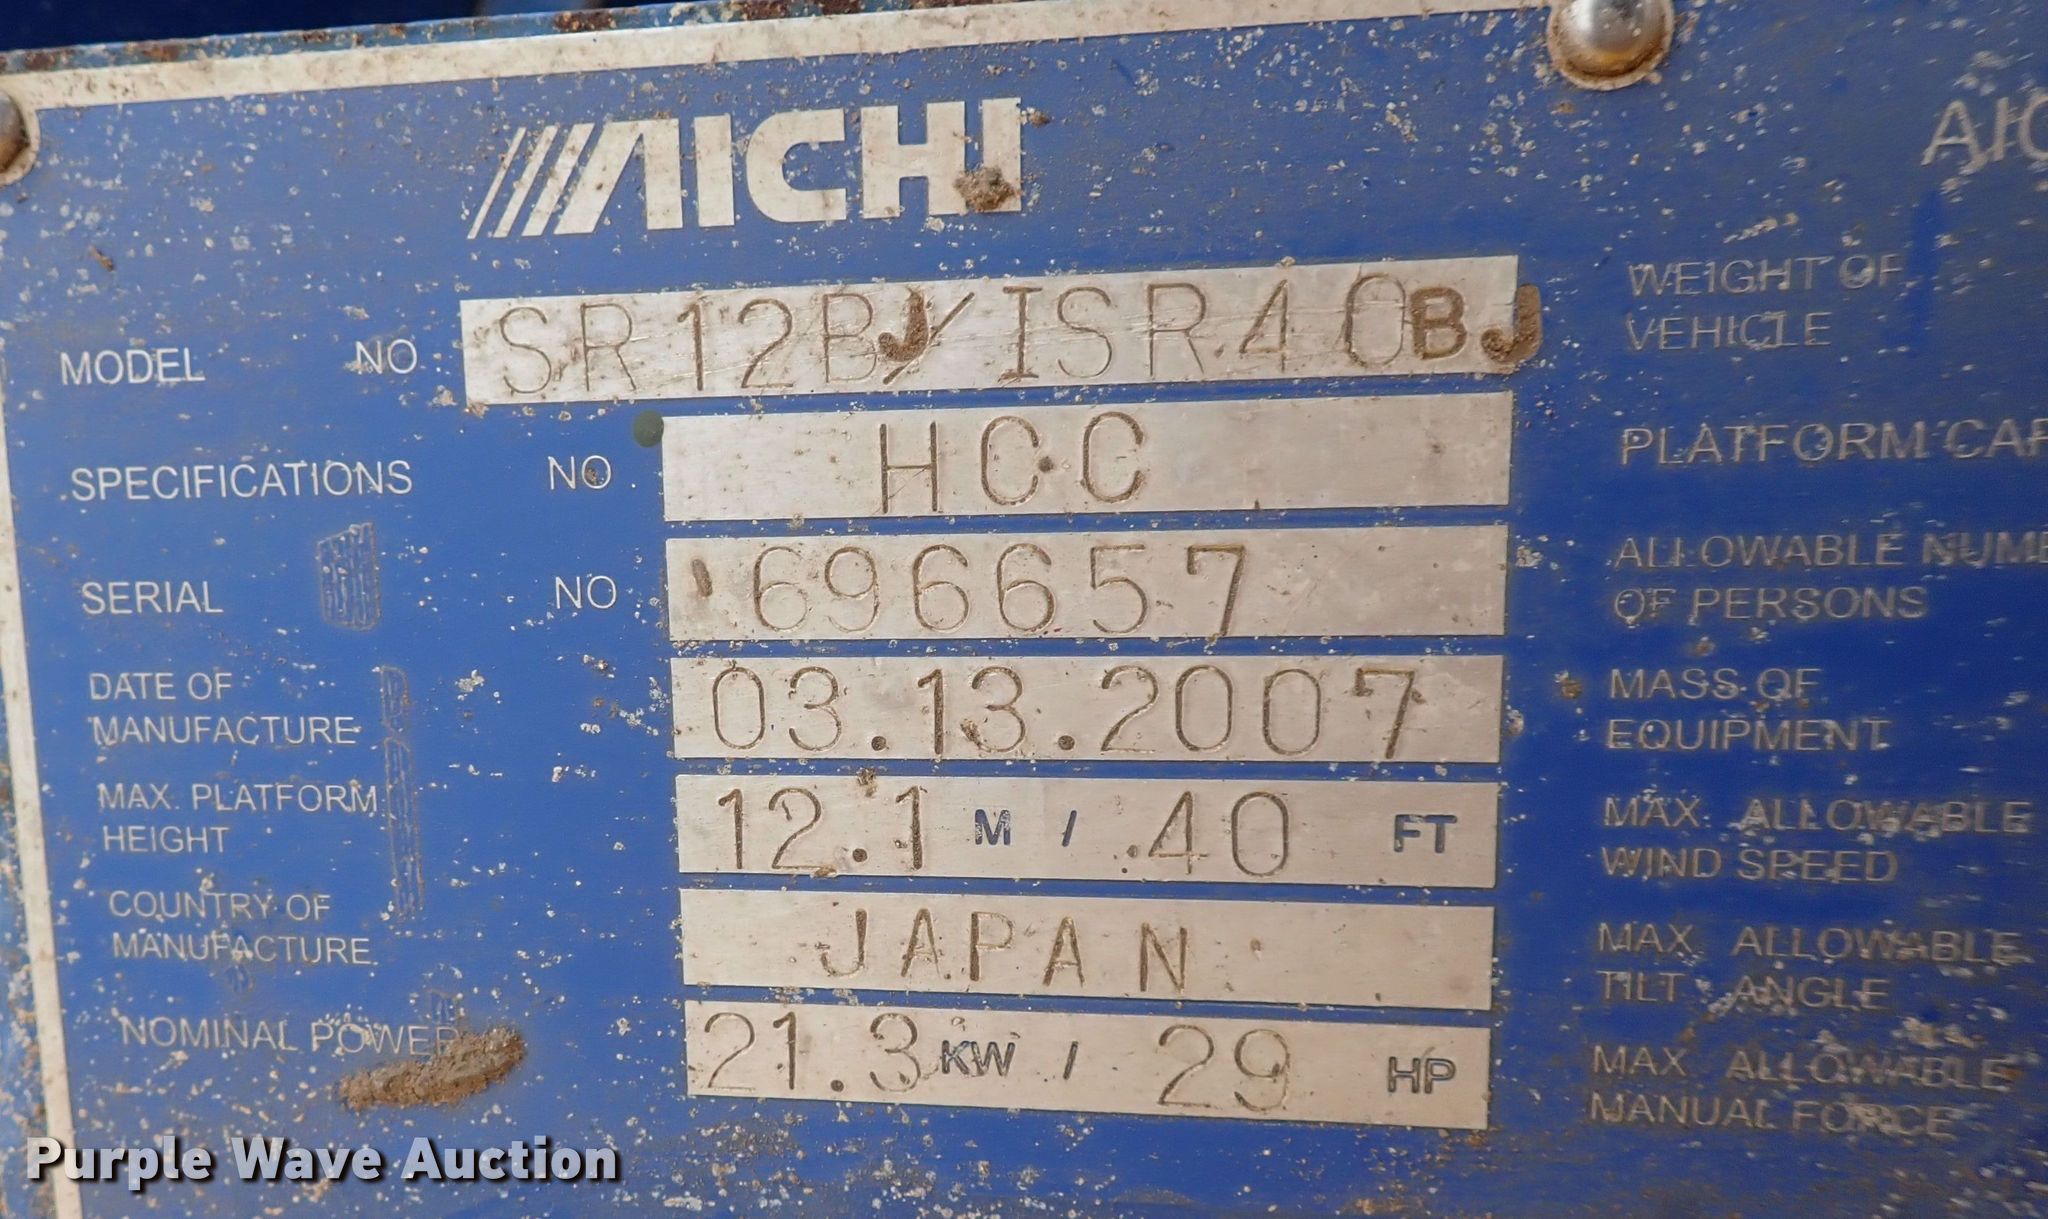 AICHI
MODEL NO SR12BJ/ISR40BJ
SPECIFICATIONS NO HCC
SERIAL NO 696657
DATE OF
MANUFACTURE 03.13.2007
MAX. PLATFORM
HEIGHT 12.1 M / 40 FT
COUNTRY OF
MANUFACTURE JAPAN
NOMINAL POWER 21.3 KW / 29 HP
WEIGHT OF
VEHICLE
PLATFORM
ALLOWABLE
OF PERSONS
MASS OF
EQUIPMENT
MAX. ALLOWABLE
WIND SPEED
MAX. ALLOWABLE
TILT ANGLE
MAX. ALLOWABLE
MANUAL FORCE
Purple Wave Auction